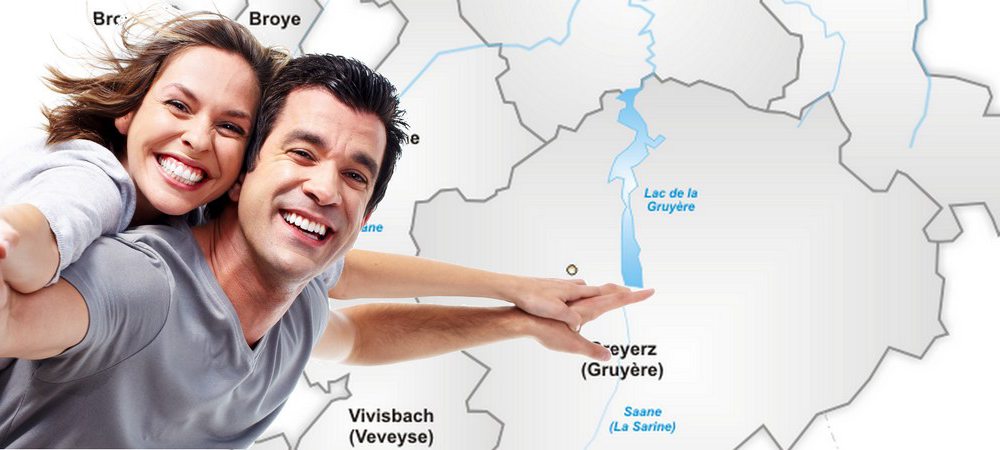 Broye
Lac de la
Gruyère
(Gruyère)
Saane
(La Sarine)
Vivisbach
(Veveyse)